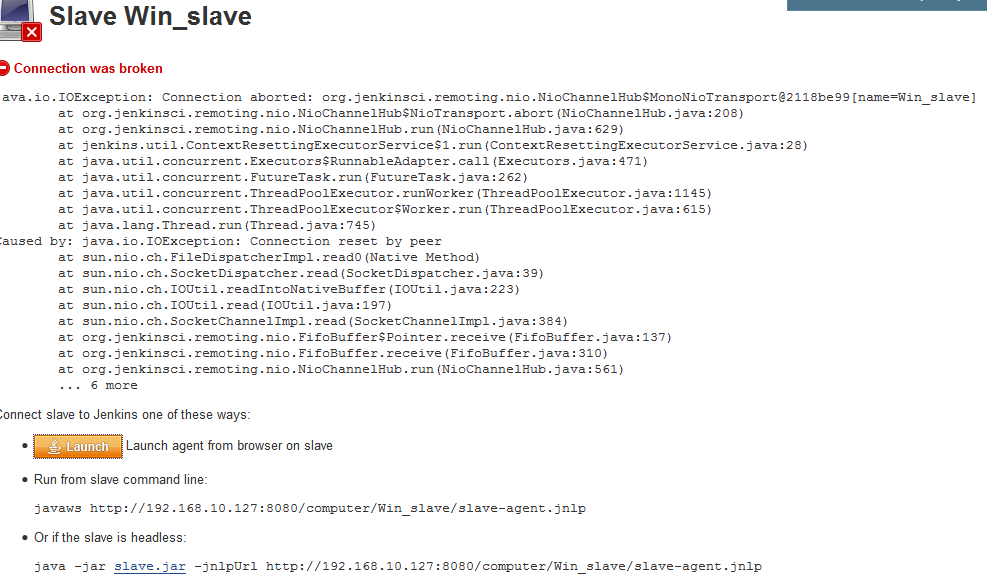 Slave Win_slave
Connection was broken
ava.io.IOException: Connection aborted: org.jenkinsci.remoting.nio.NioChannelHub$MonoNioTransport@2118be99[name=Win_slave]
at org.jenkinsci.remoting.nio.NioChannelHub$NioTransport.abort(NioChannelHub.java:208)
at org.jenkinsci.remoting.nio.NioChannelHub.run(NioChannelHub.java:629)
at jenkins.util.ContextResettingExecutorService$1.run(ContextResettingExecutorService.java:28)
at java.util.concurrent.Executors$RunnableAdapter.call(Executors.java:471)
at java.util.concurrent.FutureTask.run(FutureTask.java:262)
at java.util.concurrent.ThreadPoolExecutor.runWorker(ThreadPoolExecutor.java:1145)
at java.util.concurrent.ThreadPoolExecutor$Worker.run(ThreadPoolExecutor.java:615)
at java.lang.Thread.run(Thread.java:745)
Caused by: java.io.IOException: Connection reset by peer
at sun.nio.ch.FileDispatcherImpl.read0(Native Method)
at sun.nio.ch.SocketDispatcher.read(SocketDispatcher.java:39)
at sun.nio.ch.IOUtil.readIntoNativeBuffer(IOUtil.java:223)
at sun.nio.ch.IOUtil.read(IOUtil.java:197)
at sun.nio.ch.SocketChannelImpl.read(SocketChannelImpl.java:384)
at org.jenkinsci.remoting.nio.FifoBuffer$Pointer.receive(FifoBuffer.java:137)
at org.jenkinsci.remoting.nio.FifoBuffer.receive(FifoBuffer.java:310)
at org.jenkinsci.remoting.nio.NioChannelHub.run(NioChannelHub.java:561)
... 6 more
Connect slave to Jenkins one of these ways:
• Launch Launch agent from browser on slave
• Run from slave command line:
javaws http://192.168.10.127:8080/computer/Win_slave/slave-agent.jnlp
• Or if the slave is headless:
java -jar slave.jar -jnlpUrl http://192.168.10.127:8080/computer/Win_slave/slave-agent.jnlp